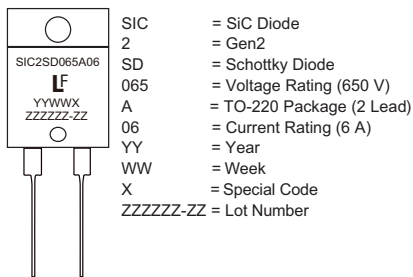 SIC2SD065A06
LF
YYWWX
ZZZZZZ-ZZ
SIC = SiC Diode
2 = Gen2
SD = Schottky Diode
065 = Voltage Rating (650 V)
A = TO-220 Package (2 Lead)
06 = Current Rating (6 A)
YY = Year
WW = Week
X = Special Code
ZZZZZZ-ZZ = Lot Number